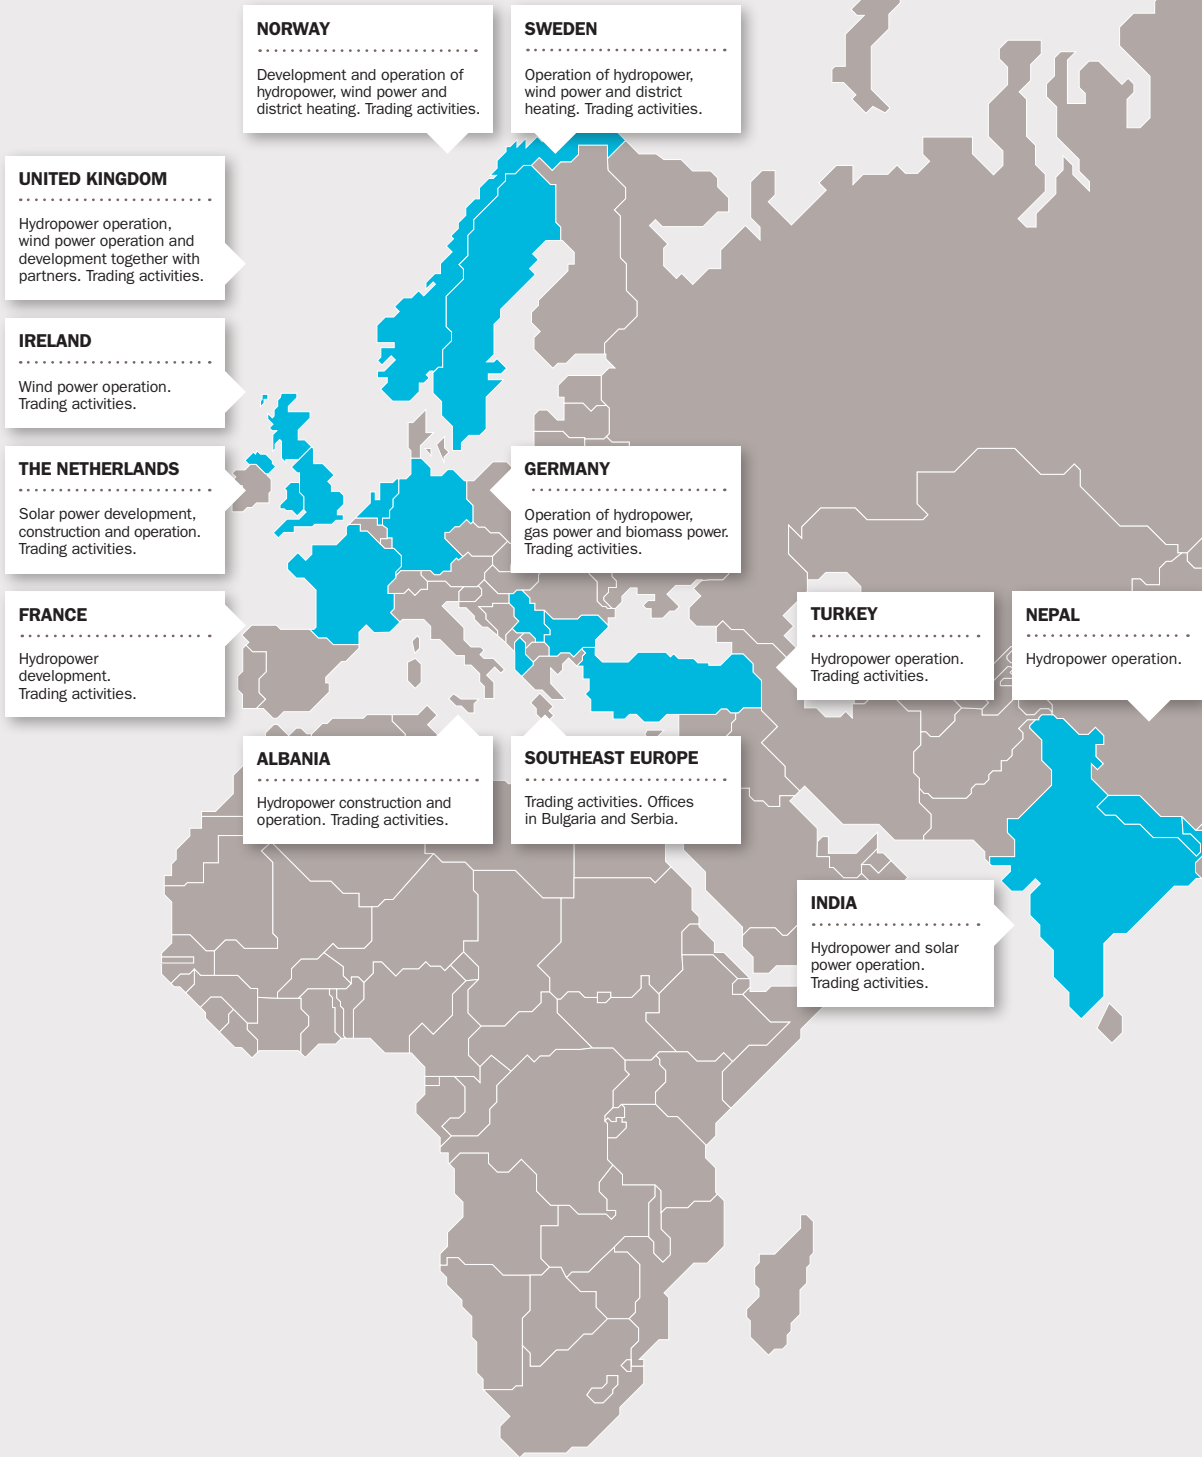 NORWAY
Development and operation of
hydropower, wind power and
district heating. Trading activities.
SWEDEN
Operation of hydropower,
wind power and district
heating. Trading activities.
UNITED KINGDOM
Hydropower operation,
wind power operation and
development together with
partners. Trading activities.
IRELAND
Wind power operation.
Trading activities.
THE NETHERLANDS
Solar power development,
construction and operation.
Trading activities.
GERMANY
Operation of hydropower,
gas power and biomass power.
Trading activities.
FRANCE
Hydropower
development.
Trading activities.
TURKEY
Hydropower operation.
Trading activities.
NEPAL
Hydropower operation.
ALBANIA
Hydropower construction and
operation. Trading activities.
SOUTHEAST EUROPE
Trading activities. Offices
in Bulgaria and Serbia.
INDIA
Hydropower and solar
power operation.
Trading activities.